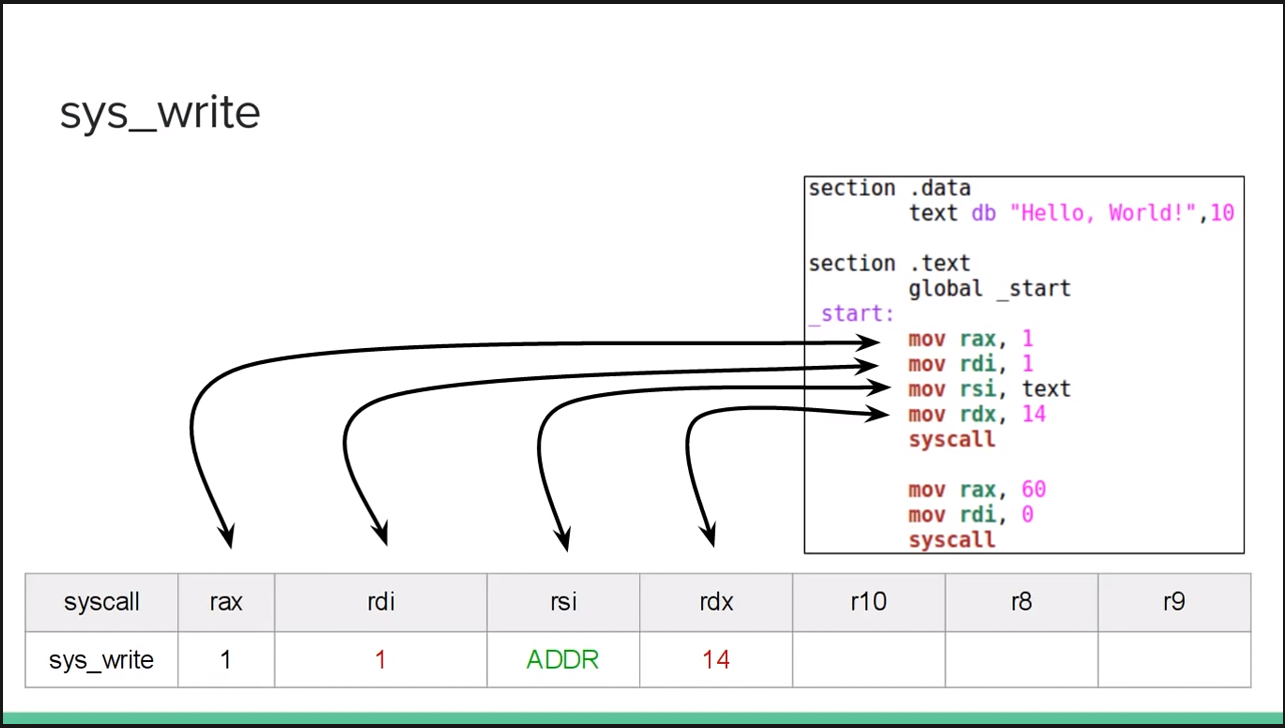 sys_write
section .data
text db "Hello, World!",10
section .text
global _start
_start:
mov rax, 1
mov rdi, 1
mov rsi, text
mov rdx, 14
syscall
mov rax, 60
mov rdi, 0
syscall
syscall rax rdi rsi rdx r10 r8 r9
sys_write 1 1 ADDR 14